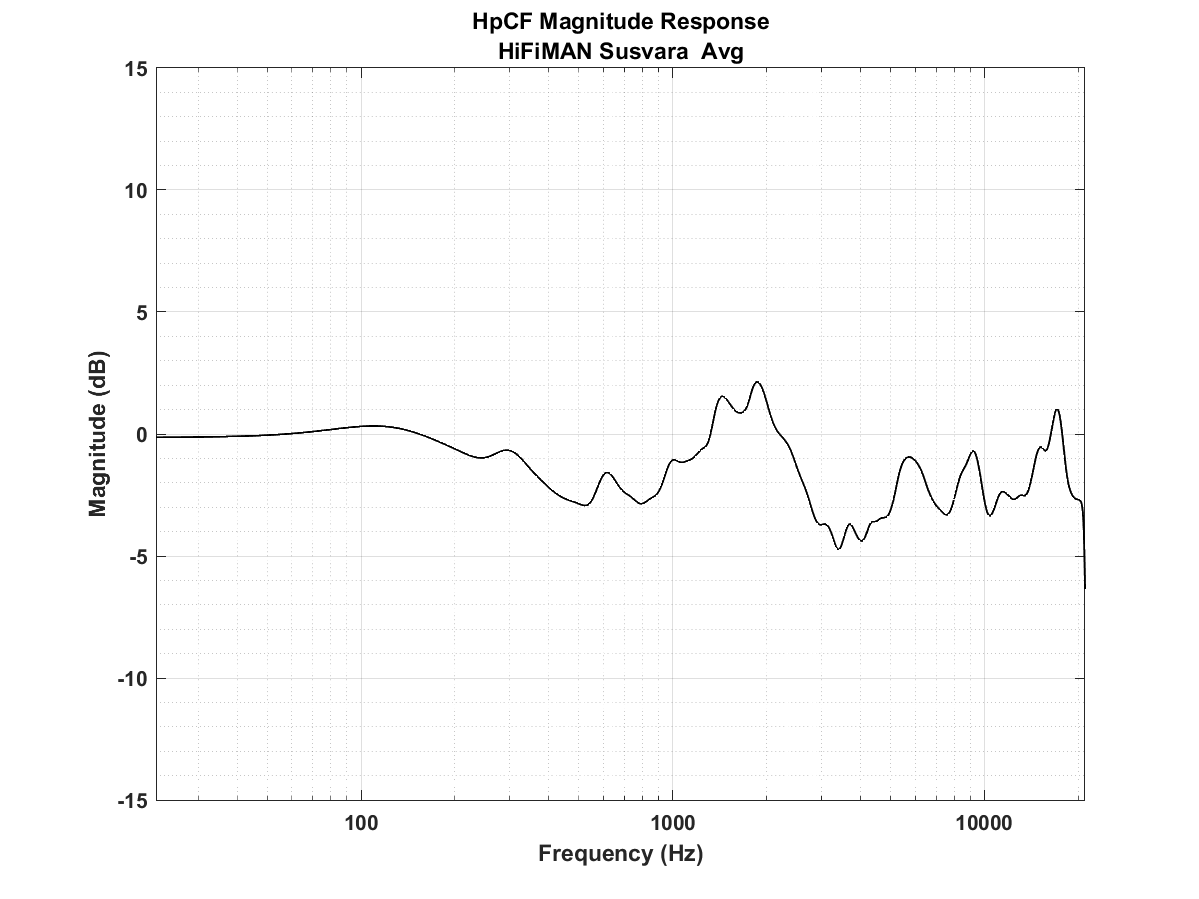 HpCF Magnitude Response
HiFiMAN Susvara  Avg
15
10
5
0
-5
-10
-15
Magnitude (dB)
100
1000
10000
Frequency (Hz)